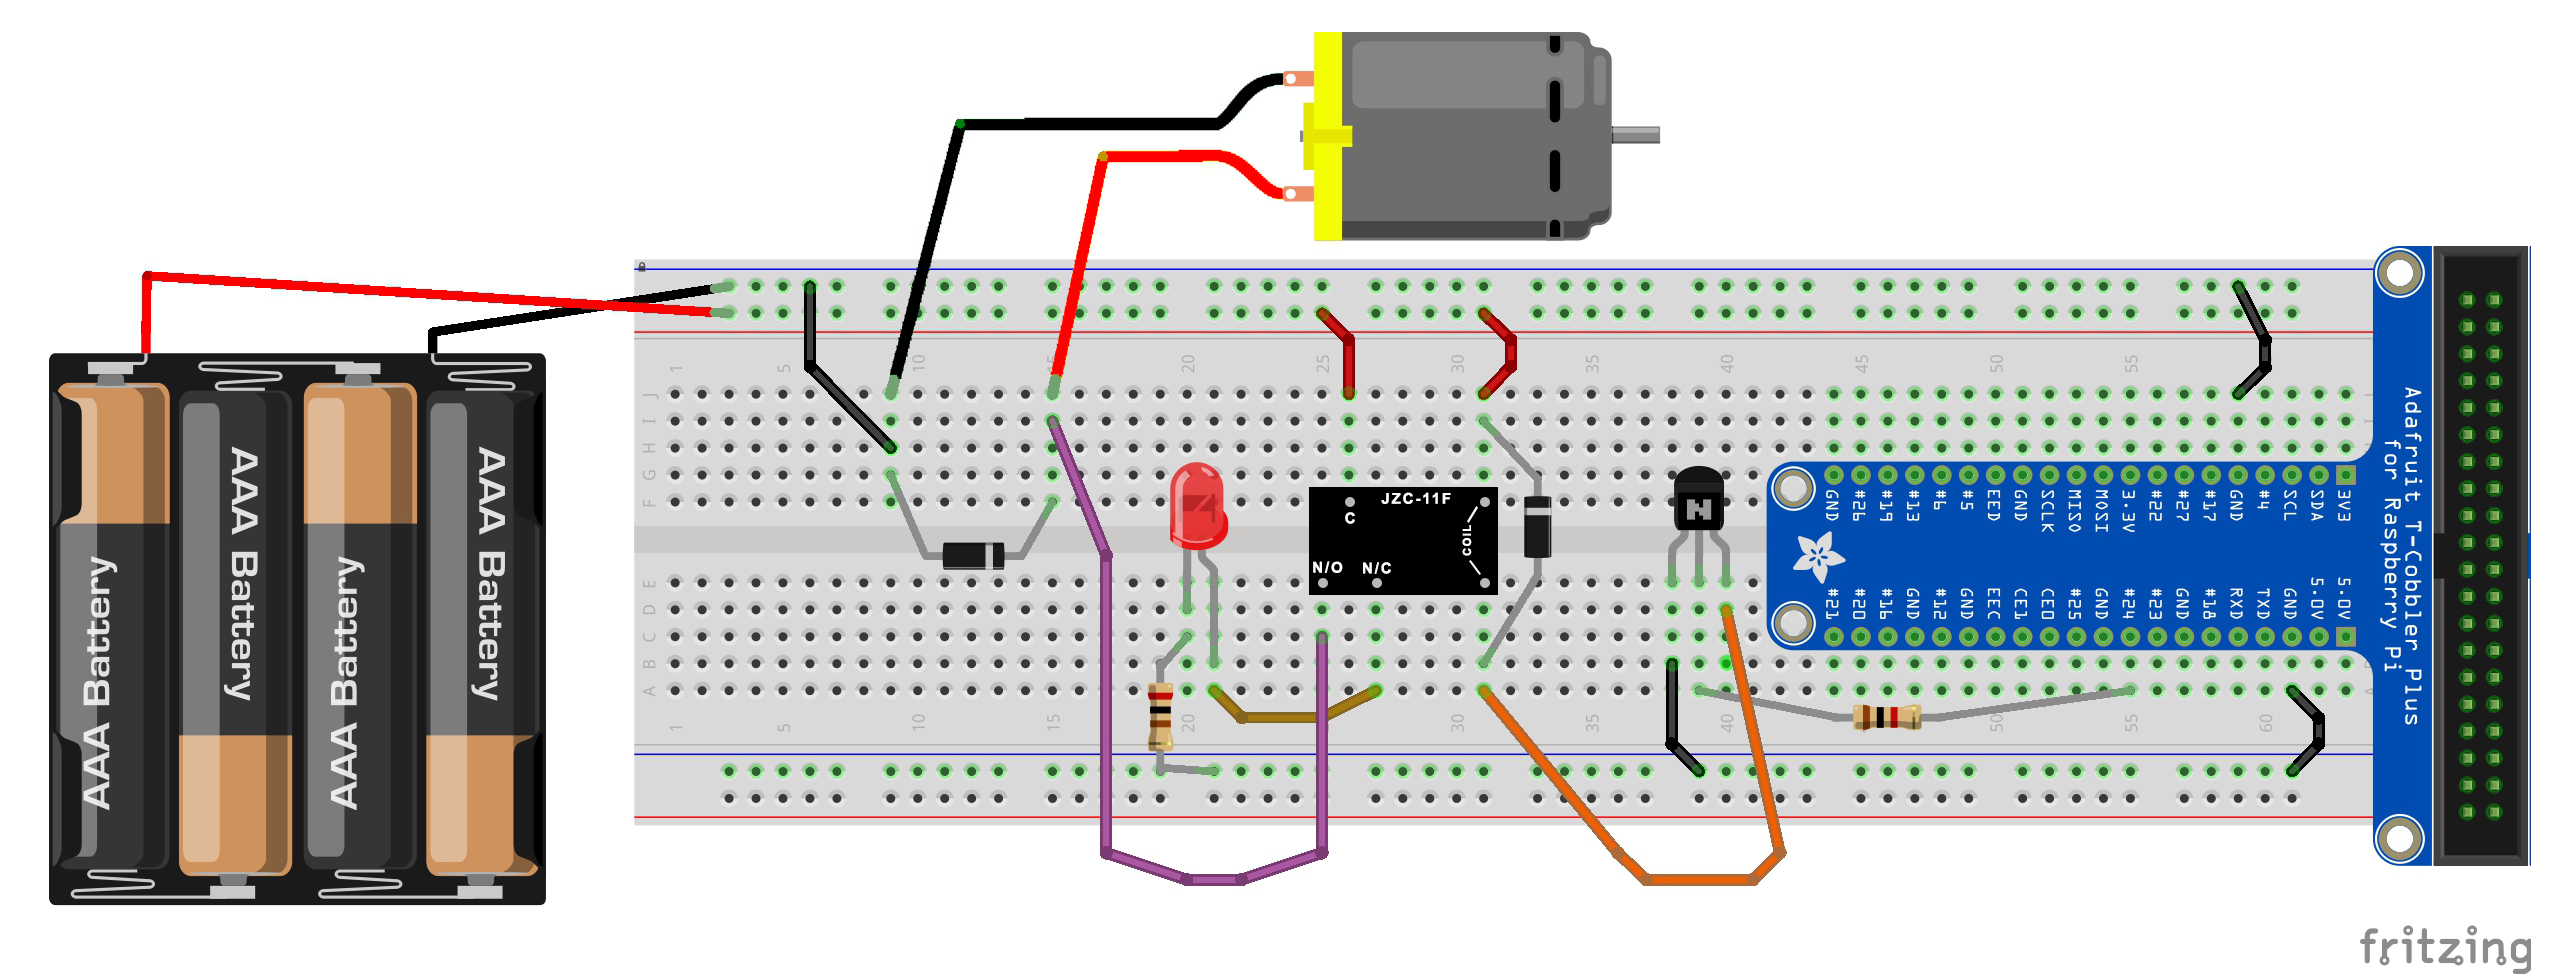 AAA Battery
AAA Battery
AAA Battery
AAA Battery
1 5 10 15 20 25 30 35 40 45 50 55
J
I
H
G
F
JZC-11F
C
COIL
N/O N/C
N
E
D
C
B
A
1 5 10 15 20 30 40 50 55 60
GND #26 #19 #13 #6 #5 EED GND SCLK MISO MOSI 3.3V #22 #27 #17 GND #4 SCL SDA 3V3
#21 #20 #16 GND #12 GND EEC CE1 CE0 #25 GND #24 #23 GND #18 RXD TXD GND 5.0V 5.0V
Adafruit T-Cobbler Plus
for Raspberry Pi
fritzing